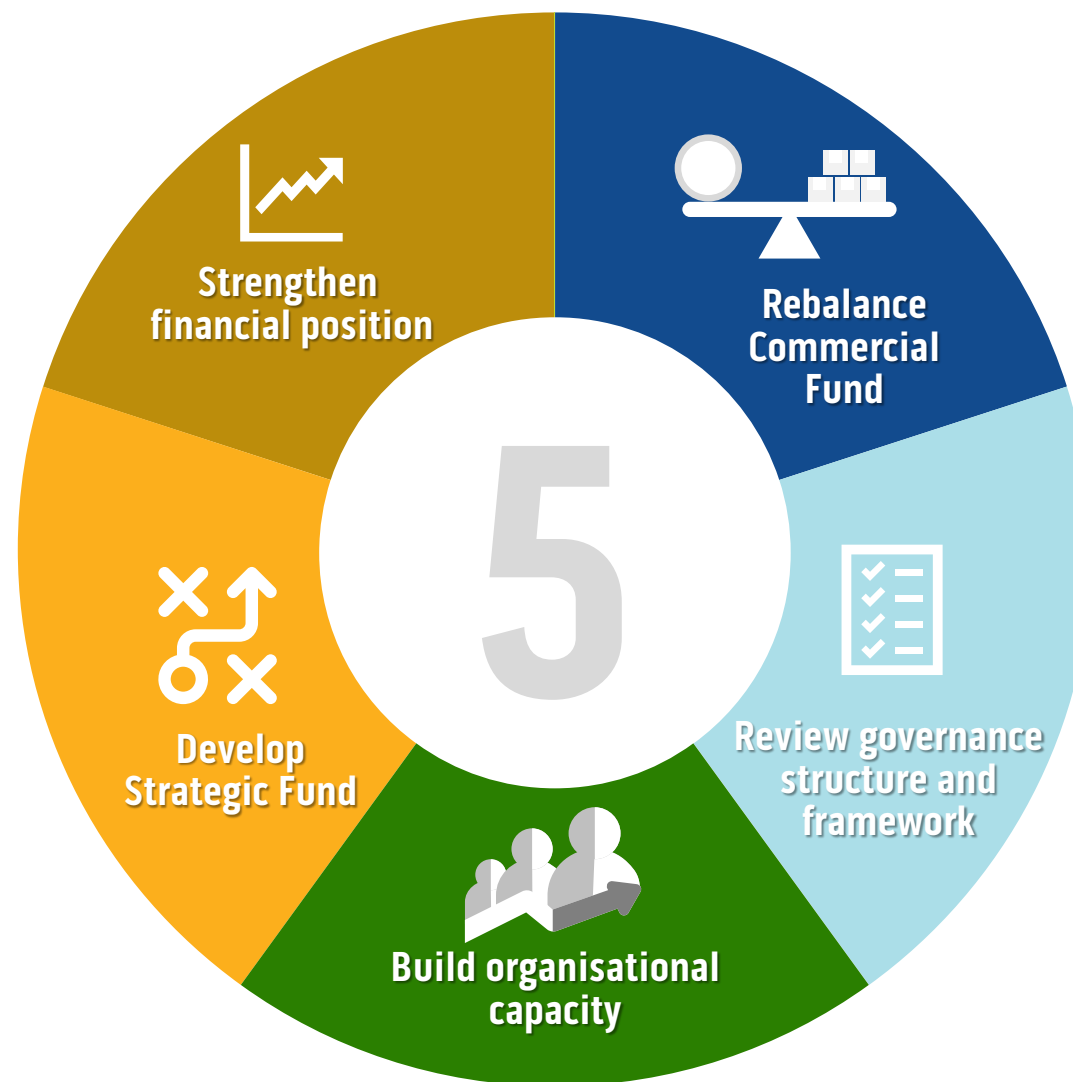 Strengthen
financial position
Rebalance
Commercial
Fund
5
Develop
Strategic Fund
Review governance
structure and
framework
Build organisational
capacity